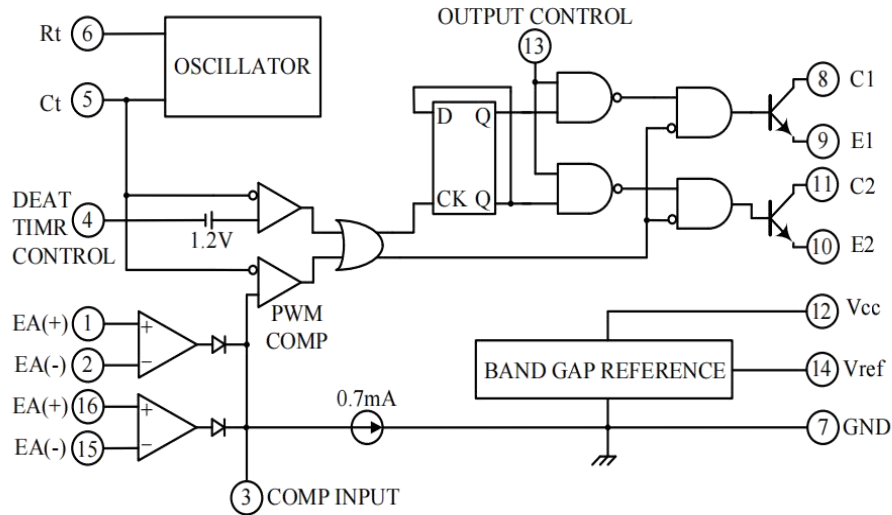 OUTPUT CONTROL
13
Rt 6
OSCILLATOR
Ct 5
8 C1
D Q
9 E1
DEAT
TIMR
CONTROL
4
1.2V
CK Q
11 C2
10 E2
PWM
COMP
EA(+) 1
+
EA(-) 2
−
12 Vcc
BAND GAP REFERENCE
14 Vref
EA(+) 16
+
EA(-) 15
−
0.7mA
7 GND
3 COMP INPUT